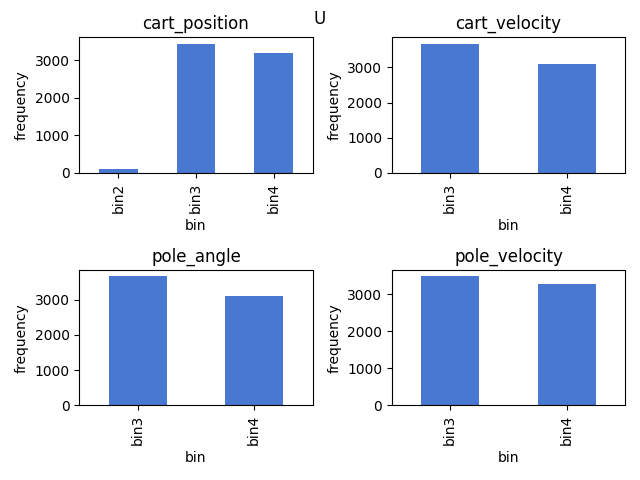 U
cart_position
frequency
3000
2000
1000
0
bin2
bin3
bin4
bin
cart_velocity
frequency
3000
2000
1000
0
bin3
bin4
bin
pole_angle
frequency
3000
2000
1000
0
bin3
bin4
bin
pole_velocity
frequency
3000
2000
1000
0
bin3
bin4
bin